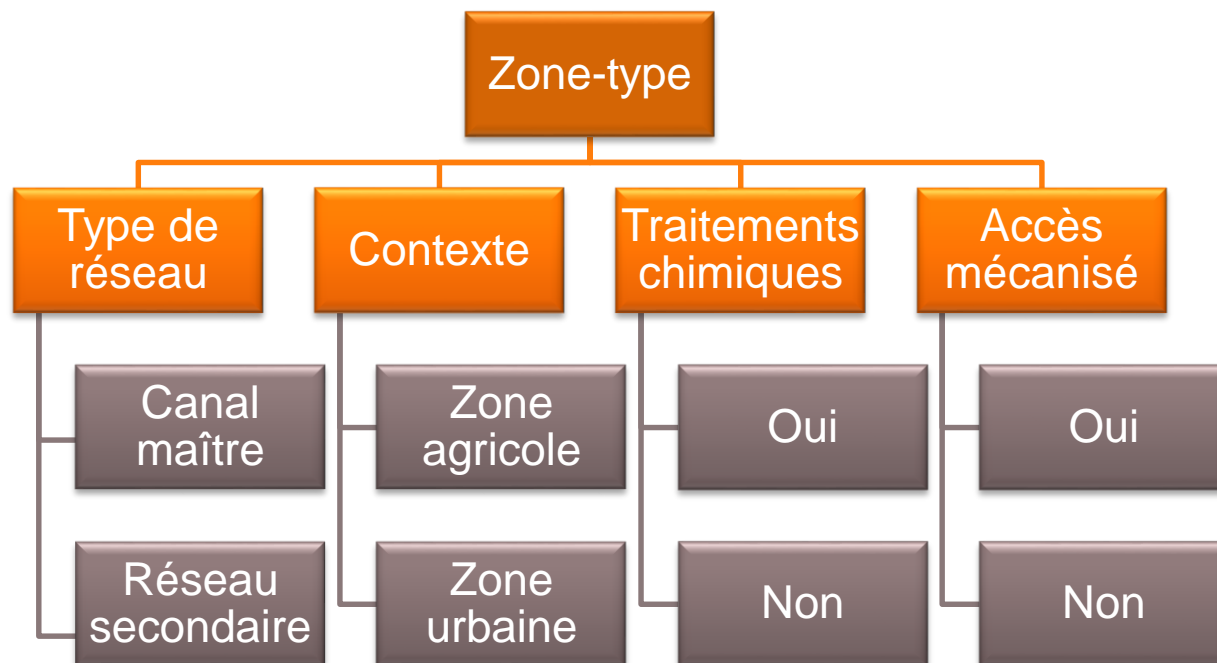 Zone-type
Type de
réseau
Contexte
Traitements
chimiques
Accès
mécanisé
Canal
maître
Zone
agricole
Oui
Oui
Réseau
secondaire
Zone
urbaine
Non
Non